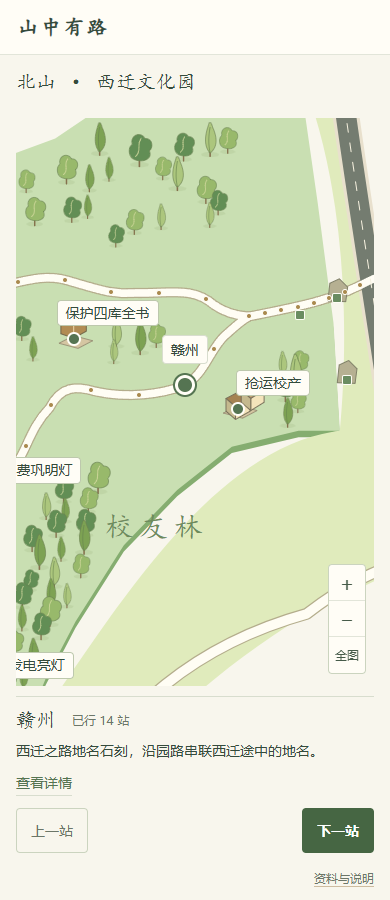 山中有路
北山 • 西迁文化园
保护四库全书
赣州
抢运校产
费巩明灯
校友林
发电亮灯
+
−
全图
赣州 已行 14 站
西迁之路地名石刻，沿园路串联西迁途中的地名。
查看详情
上一站
下一站
资料与说明